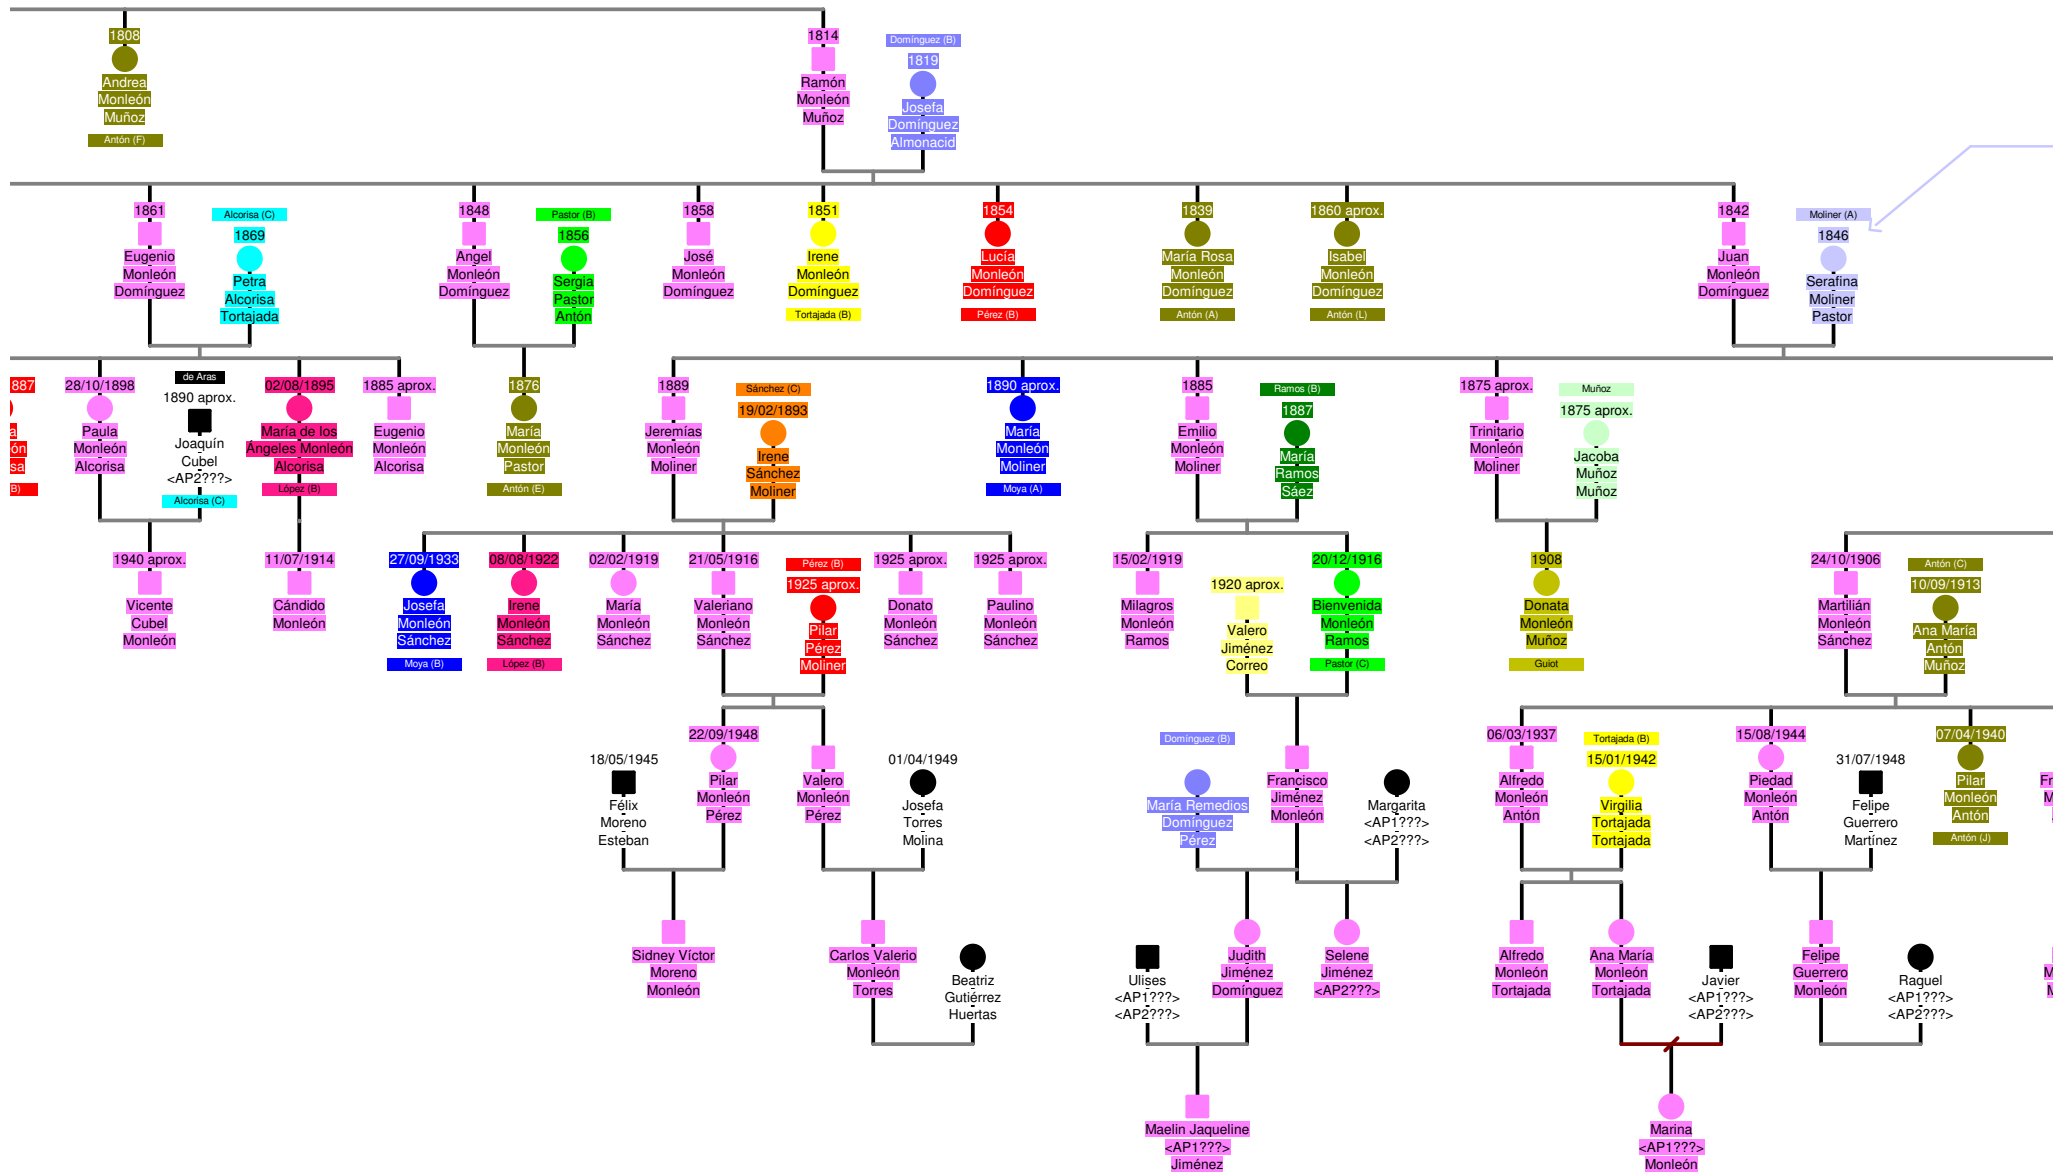 1808
Andrea
Monleón
Muñoz
Antón (F)
1814
Ramón
Monleón
Muñoz
Domínguez (B)
1819
Josefa
Domínguez
Almonacid
1861
Eugenio
Monleón
Domínguez
Alcorisa (C)
1869
Petra
Alcorisa
Tortajada
1848
Angel
Monleón
Domínguez
Pastor (B)
1856
Sergia
Pastor
Antón
1858
José
Monleón
Domínguez
1851
Irene
Monleón
Domínguez
Tortajada (B)
1854
Lucía
Monleón
Domínguez
Pérez (B)
1839
María Rosa
Monleón
Domínguez
Antón (A)
1860 aprox.
Isabel
Monleón
Domínguez
Antón (L)
1842
Juan
Monleón
Domínguez
Moliner (A)
1846
Serafina
Moliner
Pastor
887
a
ón
sa
B)
28/10/1898
Paula
Monleón
Alcorisa
de Aras
1890 aprox.
Joaquín
Cubel
<AP2???>
Alcorisa (C)
02/08/1895
María de los
Ángeles Monleón
Alcorisa
López (B)
1885 aprox.
Eugenio
Monleón
Alcorisa
1876
María
Monleón
Pastor
Antón (E)
1889
Jeremías
Monleón
Moliner
Sánchez (C)
19/02/1893
Irene
Sánchez
Moliner
1890 aprox.
María
Monleón
Moliner
Moya (A)
1885
Emilio
Monleón
Moliner
Ramos (B)
1887
María
Ramos
Sáez
1875 aprox.
Trinitario
Monleón
Moliner
Muñoz
1875 aprox.
Jacoba
Muñoz
Muñoz
1940 aprox.
Vicente
Cubel
Monleón
11/07/1914
Cándido
Monleón
27/09/1933
Josefa
Monleón
Sánchez
Moya (B)
08/08/1922
Irene
Monleón
Sánchez
López (B)
02/02/1919
María
Monleón
Sánchez
21/05/1916
Valeriano
Monleón
Sánchez
Pérez (B)
1925 aprox.
Pilar
Pérez
Moliner
1925 aprox.
Donato
Monleón
Sánchez
1925 aprox.
Paulino
Monleón
Sánchez
15/02/1919
Milagros
Monleón
Ramos
1920 aprox.
Valero
Jiménez
Correo
20/12/1916
Bienvenida
Monleón
Ramos
Pastor (C)
1908
Donata
Monleón
Muñoz
Guiot
24/10/1906
Martilián
Monleón
Sánchez
Antón (C)
10/09/1913
Ana María
Antón
Muñoz
18/05/1945
Félix
Moreno
Esteban
22/09/1948
Pilar
Monleón
Pérez
Valero
Monleón
Pérez
01/04/1949
Josefa
Torres
Molina
Domínguez (B)
María Remedios
Domínguez
Pérez
Francisco
Jiménez
Monleón
Margarita
<AP1???>
<AP2???>
06/03/1937
Alfredo
Monleón
Antón
Tortajada (B)
15/01/1942
Virgilia
Tortajada
Tortajada
15/08/1944
Piedad
Monleón
Antón
31/07/1948
Felipe
Guerrero
Martínez
07/04/1940
Pilar
Monleón
Antón
Antón (J)
Fr
M
Sidney Víctor
Moreno
Monleón
Carlos Valerio
Monleón
Torres
Beatriz
Gutiérrez
Huertas
Ulises
<AP1???>
<AP2???>
Judith
Jiménez
Domínguez
Selene
Jiménez
<AP2???>
Alfredo
Monleón
Tortajada
Ana María
Monleón
Tortajada
Javier
<AP1???>
<AP2???>
Felipe
Guerrero
Monleón
Raquel
<AP1???>
<AP2???>
M
Maelin Jaqueline
<AP1???>
Jiménez
Marina
<AP1???>
Monleón